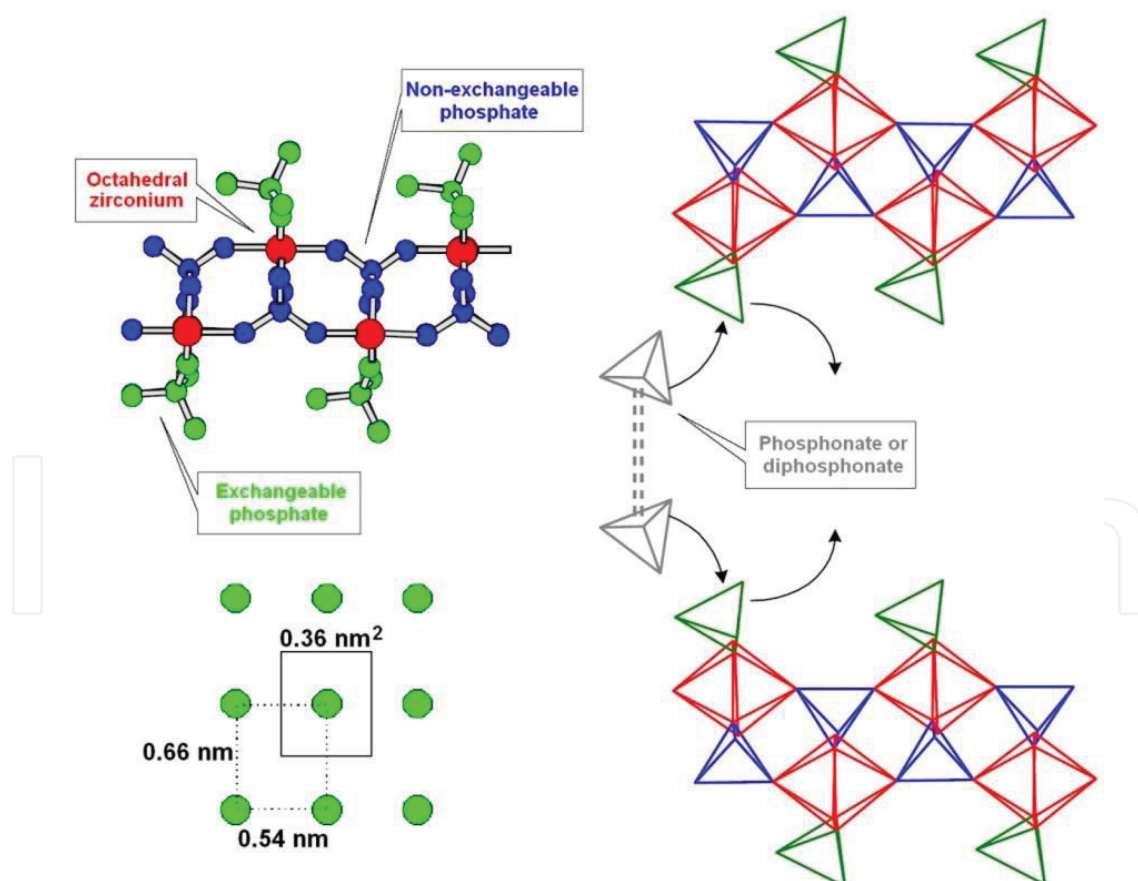 Non-exchangeable
phosphate
Octahedral
zirconium
Exchangeable
phosphate
Phosphonate or
diphosphonate
0.36 nm²
0.66 nm
0.54 nm